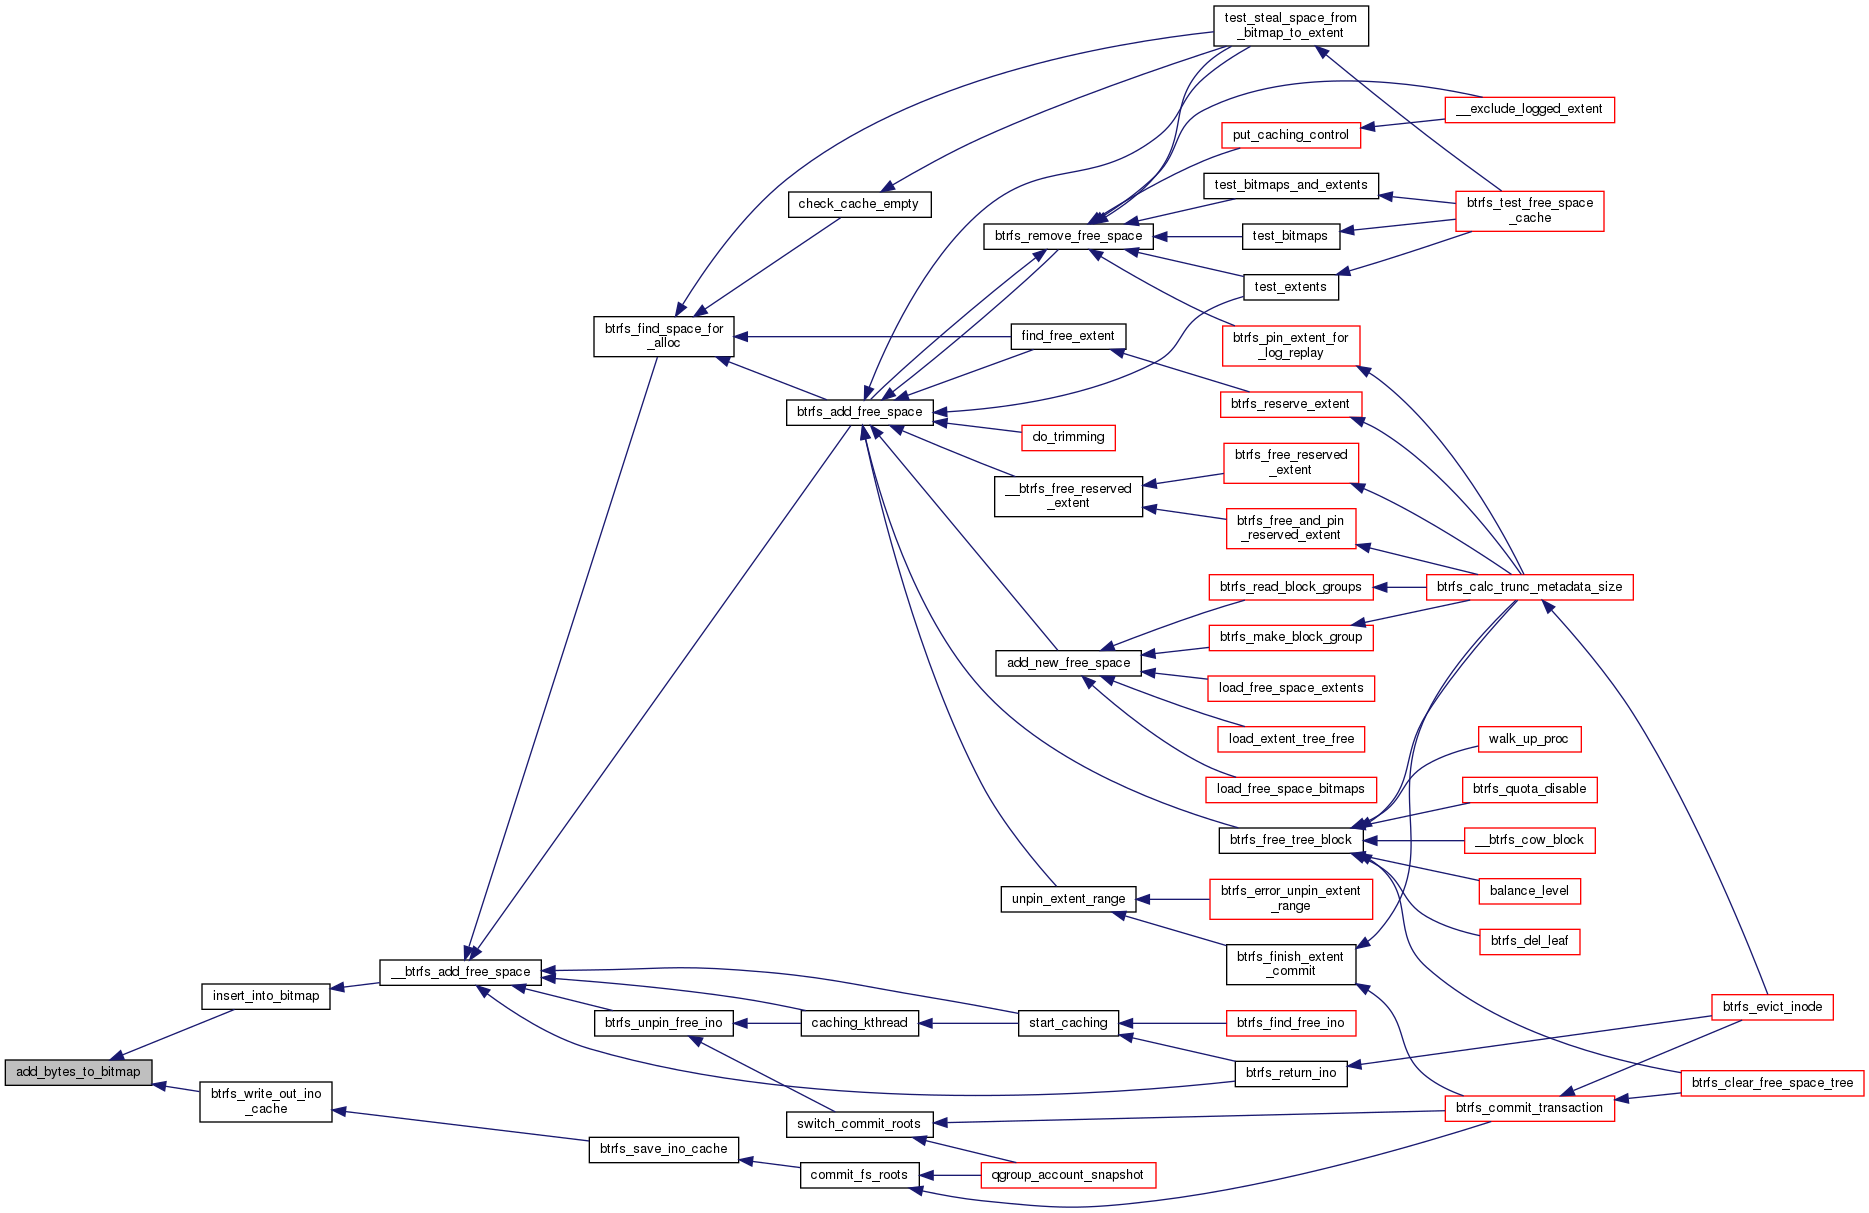 test_steal_space_from
_bitmap_to_extent
__exclude_logged_extent
put_caching_control
test_bitmaps_and_extents
check_cache_empty
btrfs_test_free_space
_cache
btrfs_remove_free_space
test_bitmaps
test_extents
btrfs_find_space_for
_alloc
find_free_extent
btrfs_pin_extent_for
_log_replay
btrfs_add_free_space
btrfs_reserve_extent
do_trimming
btrfs_free_reserved
_extent
__btrfs_free_reserved
_extent
btrfs_free_and_pin
_reserved_extent
btrfs_read_block_groups
btrfs_calc_trunc_metadata_size
btrfs_make_block_group
add_new_free_space
load_free_space_extents
load_extent_tree_free
walk_up_proc
load_free_space_bitmaps
btrfs_quota_disable
btrfs_free_tree_block
__btrfs_cow_block
unpin_extent_range
btrfs_error_unpin_extent
_range
balance_level
btrfs_del_leaf
btrfs_finish_extent
_commit
__btrfs_add_free_space
insert_into_bitmap
btrfs_evict_inode
btrfs_unpin_free_ino
caching_kthread
start_caching
btrfs_find_free_ino
add_bytes_to_bitmap
btrfs_return_ino
btrfs_clear_free_space_tree
btrfs_write_out_ino
_cache
btrfs_commit_transaction
switch_commit_roots
btrfs_save_ino_cache
commit_fs_roots
qgroup_account_snapshot